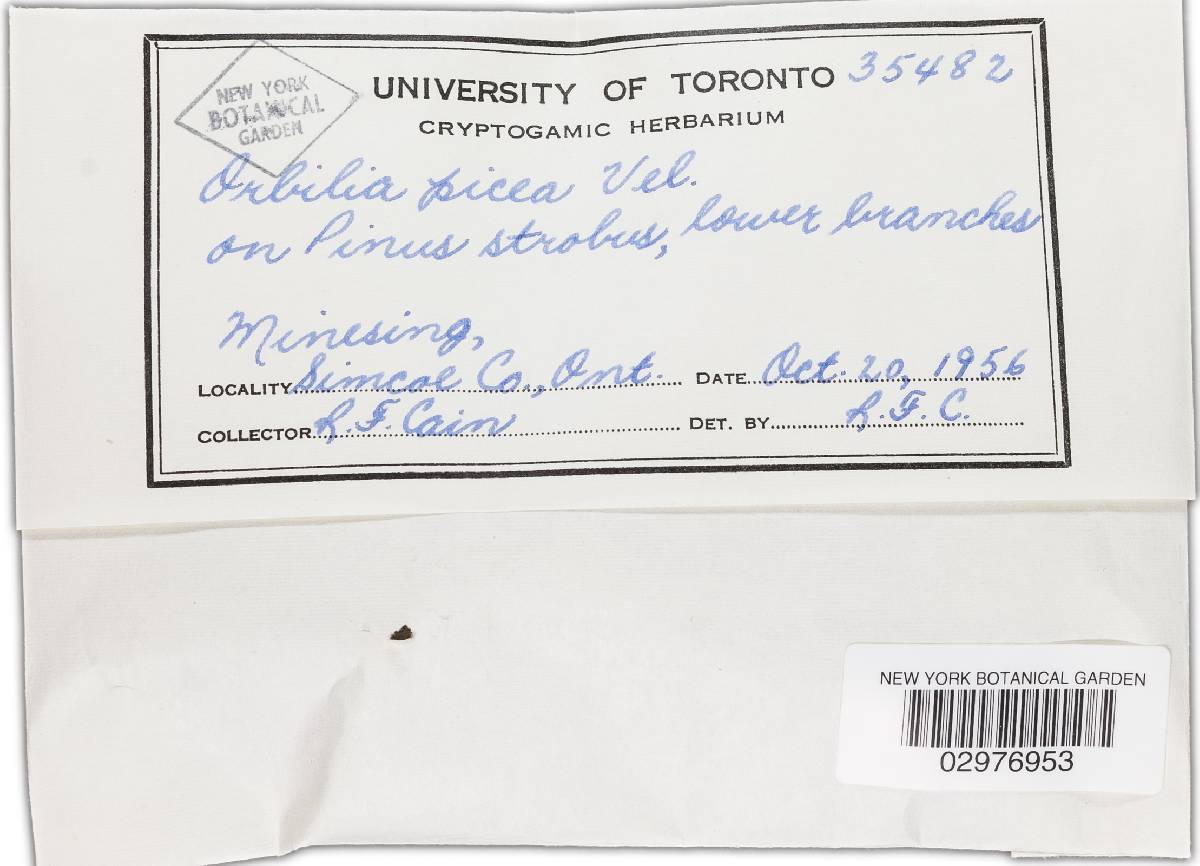 NEW YORK
BOTANICAL
GARDEN
UNIVERSITY OF TORONTO 35482
CRYPTOGAMIC HERBARIUM
Orbilia picea Vel.
on Pinus strobus, lower branches
Minesing,
LOCALITY Simcoe Co., Ont. DATE Oct. 20, 1956
COLLECTOR R.F. Cain DET. BY R.F.C.
NEW YORK BOTANICAL GARDEN
02976953